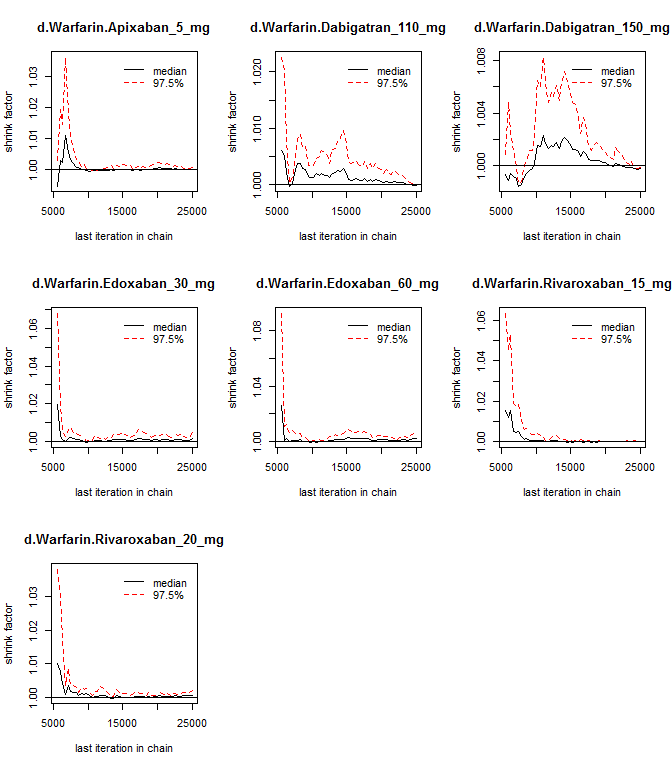 d.Warfarin.Apixaban_5_mg
shrink factor
1.00 1.01 1.02 1.03
median
97.5%
5000 15000 25000
last iteration in chain
d.Warfarin.Dabigatran_110_mg
shrink factor
1.000 1.010 1.020
median
97.5%
5000 15000 25000
last iteration in chain
d.Warfarin.Dabigatran_150_mg
shrink factor
1.000 1.004 1.008
median
97.5%
5000 15000 25000
last iteration in chain
d.Warfarin.Edoxaban_30_mg
shrink factor
1.00 1.02 1.04 1.06
median
97.5%
5000 15000 25000
last iteration in chain
d.Warfarin.Edoxaban_60_mg
shrink factor
1.00 1.04 1.08
median
97.5%
5000 15000 25000
last iteration in chain
d.Warfarin.Rivaroxaban_15_mg
shrink factor
1.00 1.02 1.04 1.06
median
97.5%
5000 15000 25000
last iteration in chain
d.Warfarin.Rivaroxaban_20_mg
shrink factor
1.00 1.01 1.02 1.03
median
97.5%
5000 15000 25000
last iteration in chain